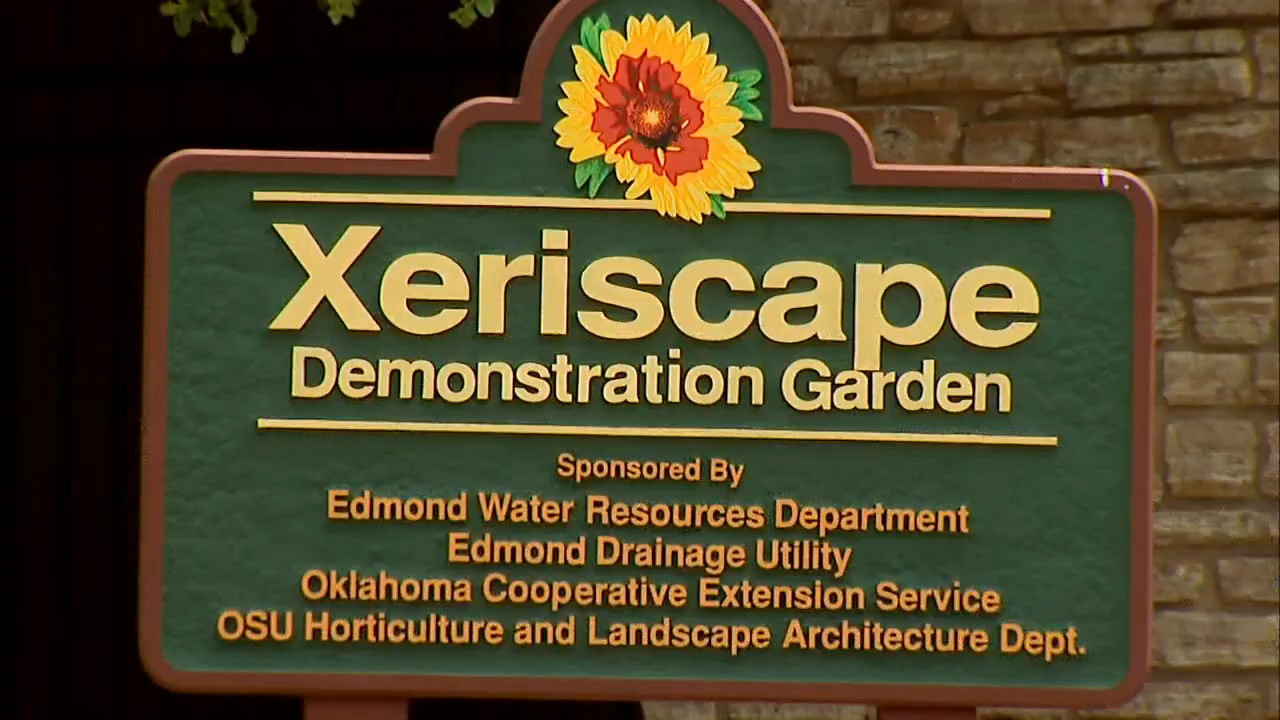 Xeriscape
Demonstration Garden
Sponsored By
Edmond Water Resources Department
Edmond Drainage Utility
Oklahoma Cooperative Extension Service
OSU Horticulture and Landscape Architecture Dept.